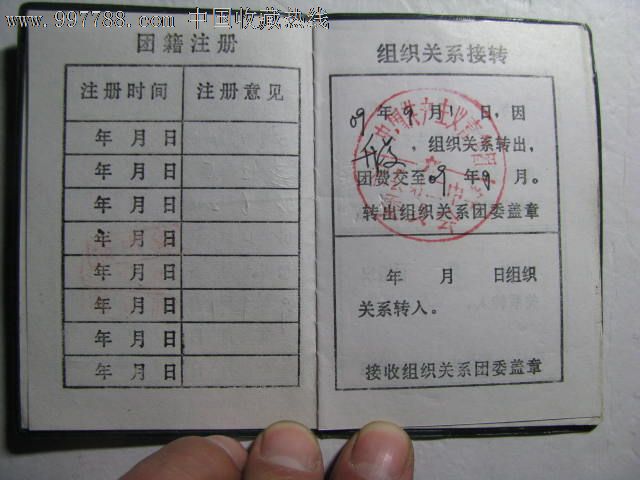 www.997788.com 中国收藏热线
团籍注册
注册时间 注册意见
年 月 日
年 月 日
年 月 日
年 月 日
年 月 日
年 月 日
年 月 日
年 月 日
组织关系接转
09年9月1日，因
，组织关系转出，
团费交至09年9月。
转出组织关系团委盖章
年 月 日组织
关系转入。
接收组织关系团委盖章